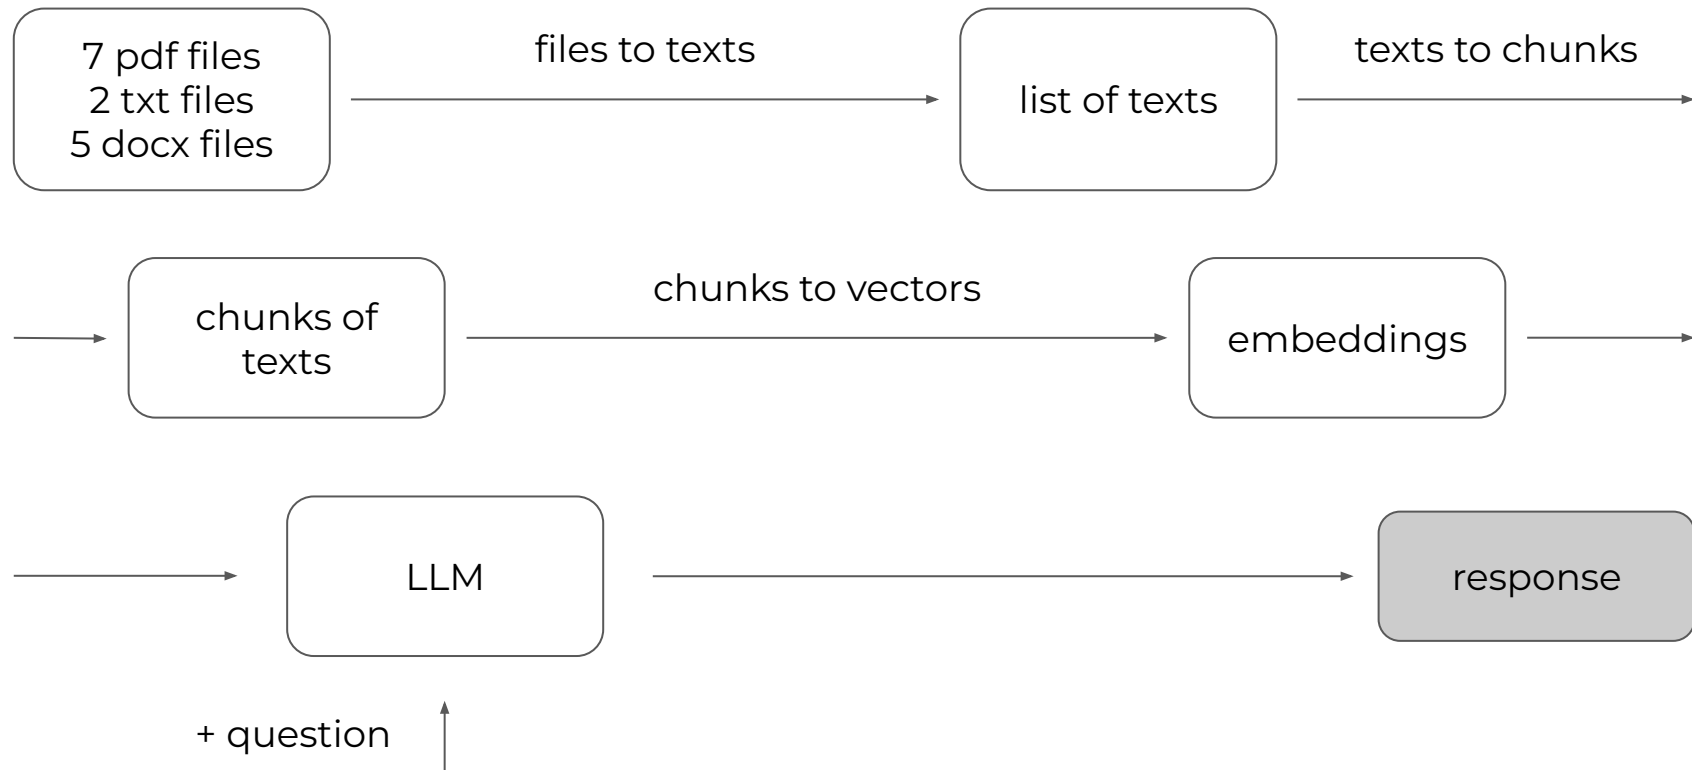 7 pdf files
2 txt files
5 docx files
files to texts
list of texts
texts to chunks
chunks of
texts
chunks to vectors
embeddings
LLM
response
+ question